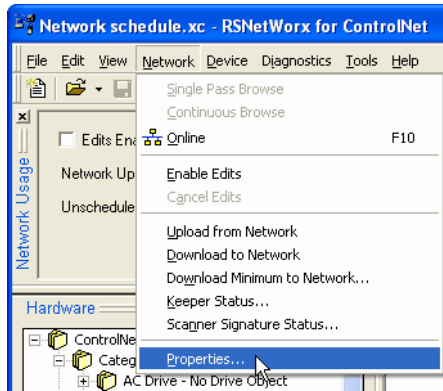 Network schedule.xc - RSNetWorx for ControlNet
File Edit View Network Device Diagnostics Tools Help
Single Pass Browse
Continuous Browse
Online F10
Edits Ena
Network Usage
Network Up
Enable Edits
Cancel Edits
Unschedule
Upload from Network
Download to Network
Download Minimum to Network...
Keeper Status...
Scanner Signature Status...
Hardware
ControlNe
Properties...
Categ
AC Drive - No Drive Object